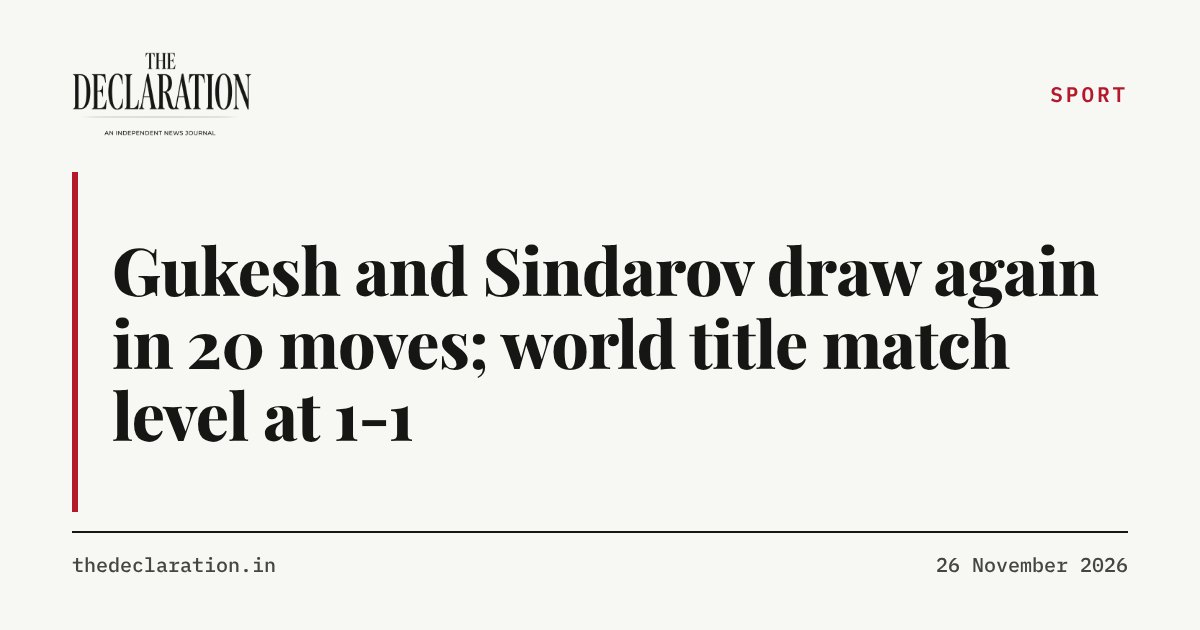 THE
DECLARATION
AN INDEPENDENT NEWS JOURNAL
SPORT
Gukesh and Sindarov draw again
in 20 moves; world title match
level at 1-1
thedeclaration.in
26 November 2026